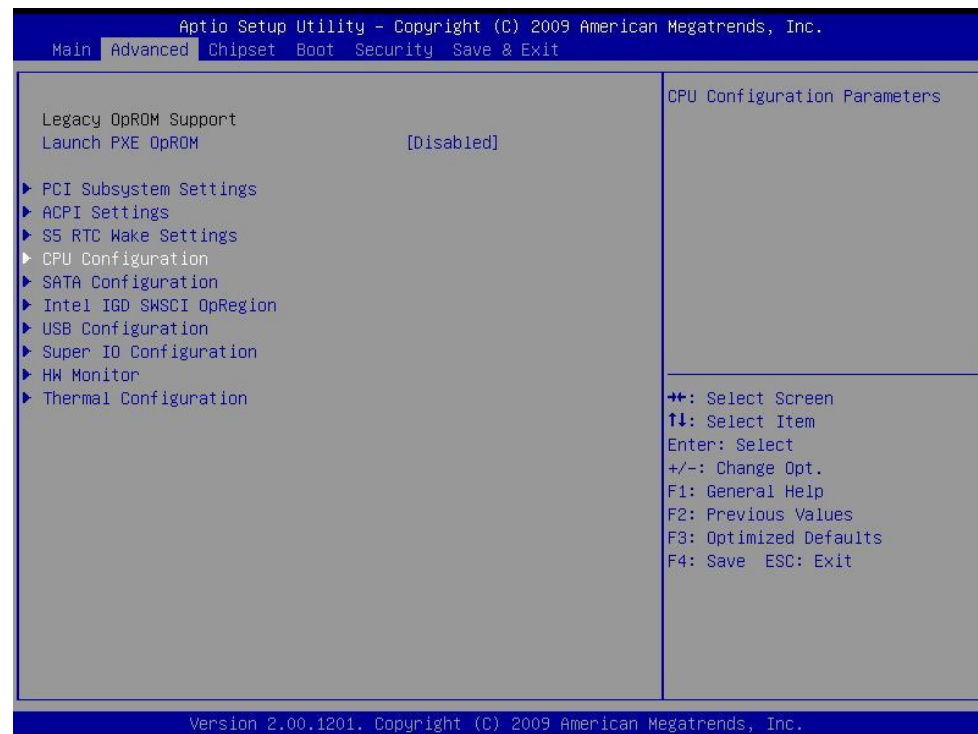 Aptio Setup Utility – Copyright (C) 2009 American Megatrends, Inc.
Main Advanced Chipset Boot Security Save & Exit
Legacy OpROM Support
Launch PXE OpROM [Disabled]
PCI Subsystem Settings
ACPI Settings
S5 RTC Wake Settings
CPU Configuration
SATA Configuration
Intel IGD SWSCI OpRegion
USB Configuration
Super IO Configuration
HW Monitor
Thermal Configuration
CPU Configuration Parameters
→←: Select Screen
↑↓: Select Item
Enter: Select
+/-: Change Opt.
F1: General Help
F2: Previous Values
F3: Optimized Defaults
F4: Save ESC: Exit
Version 2.00.1201. Copyright (C) 2009 American Megatrends, Inc.